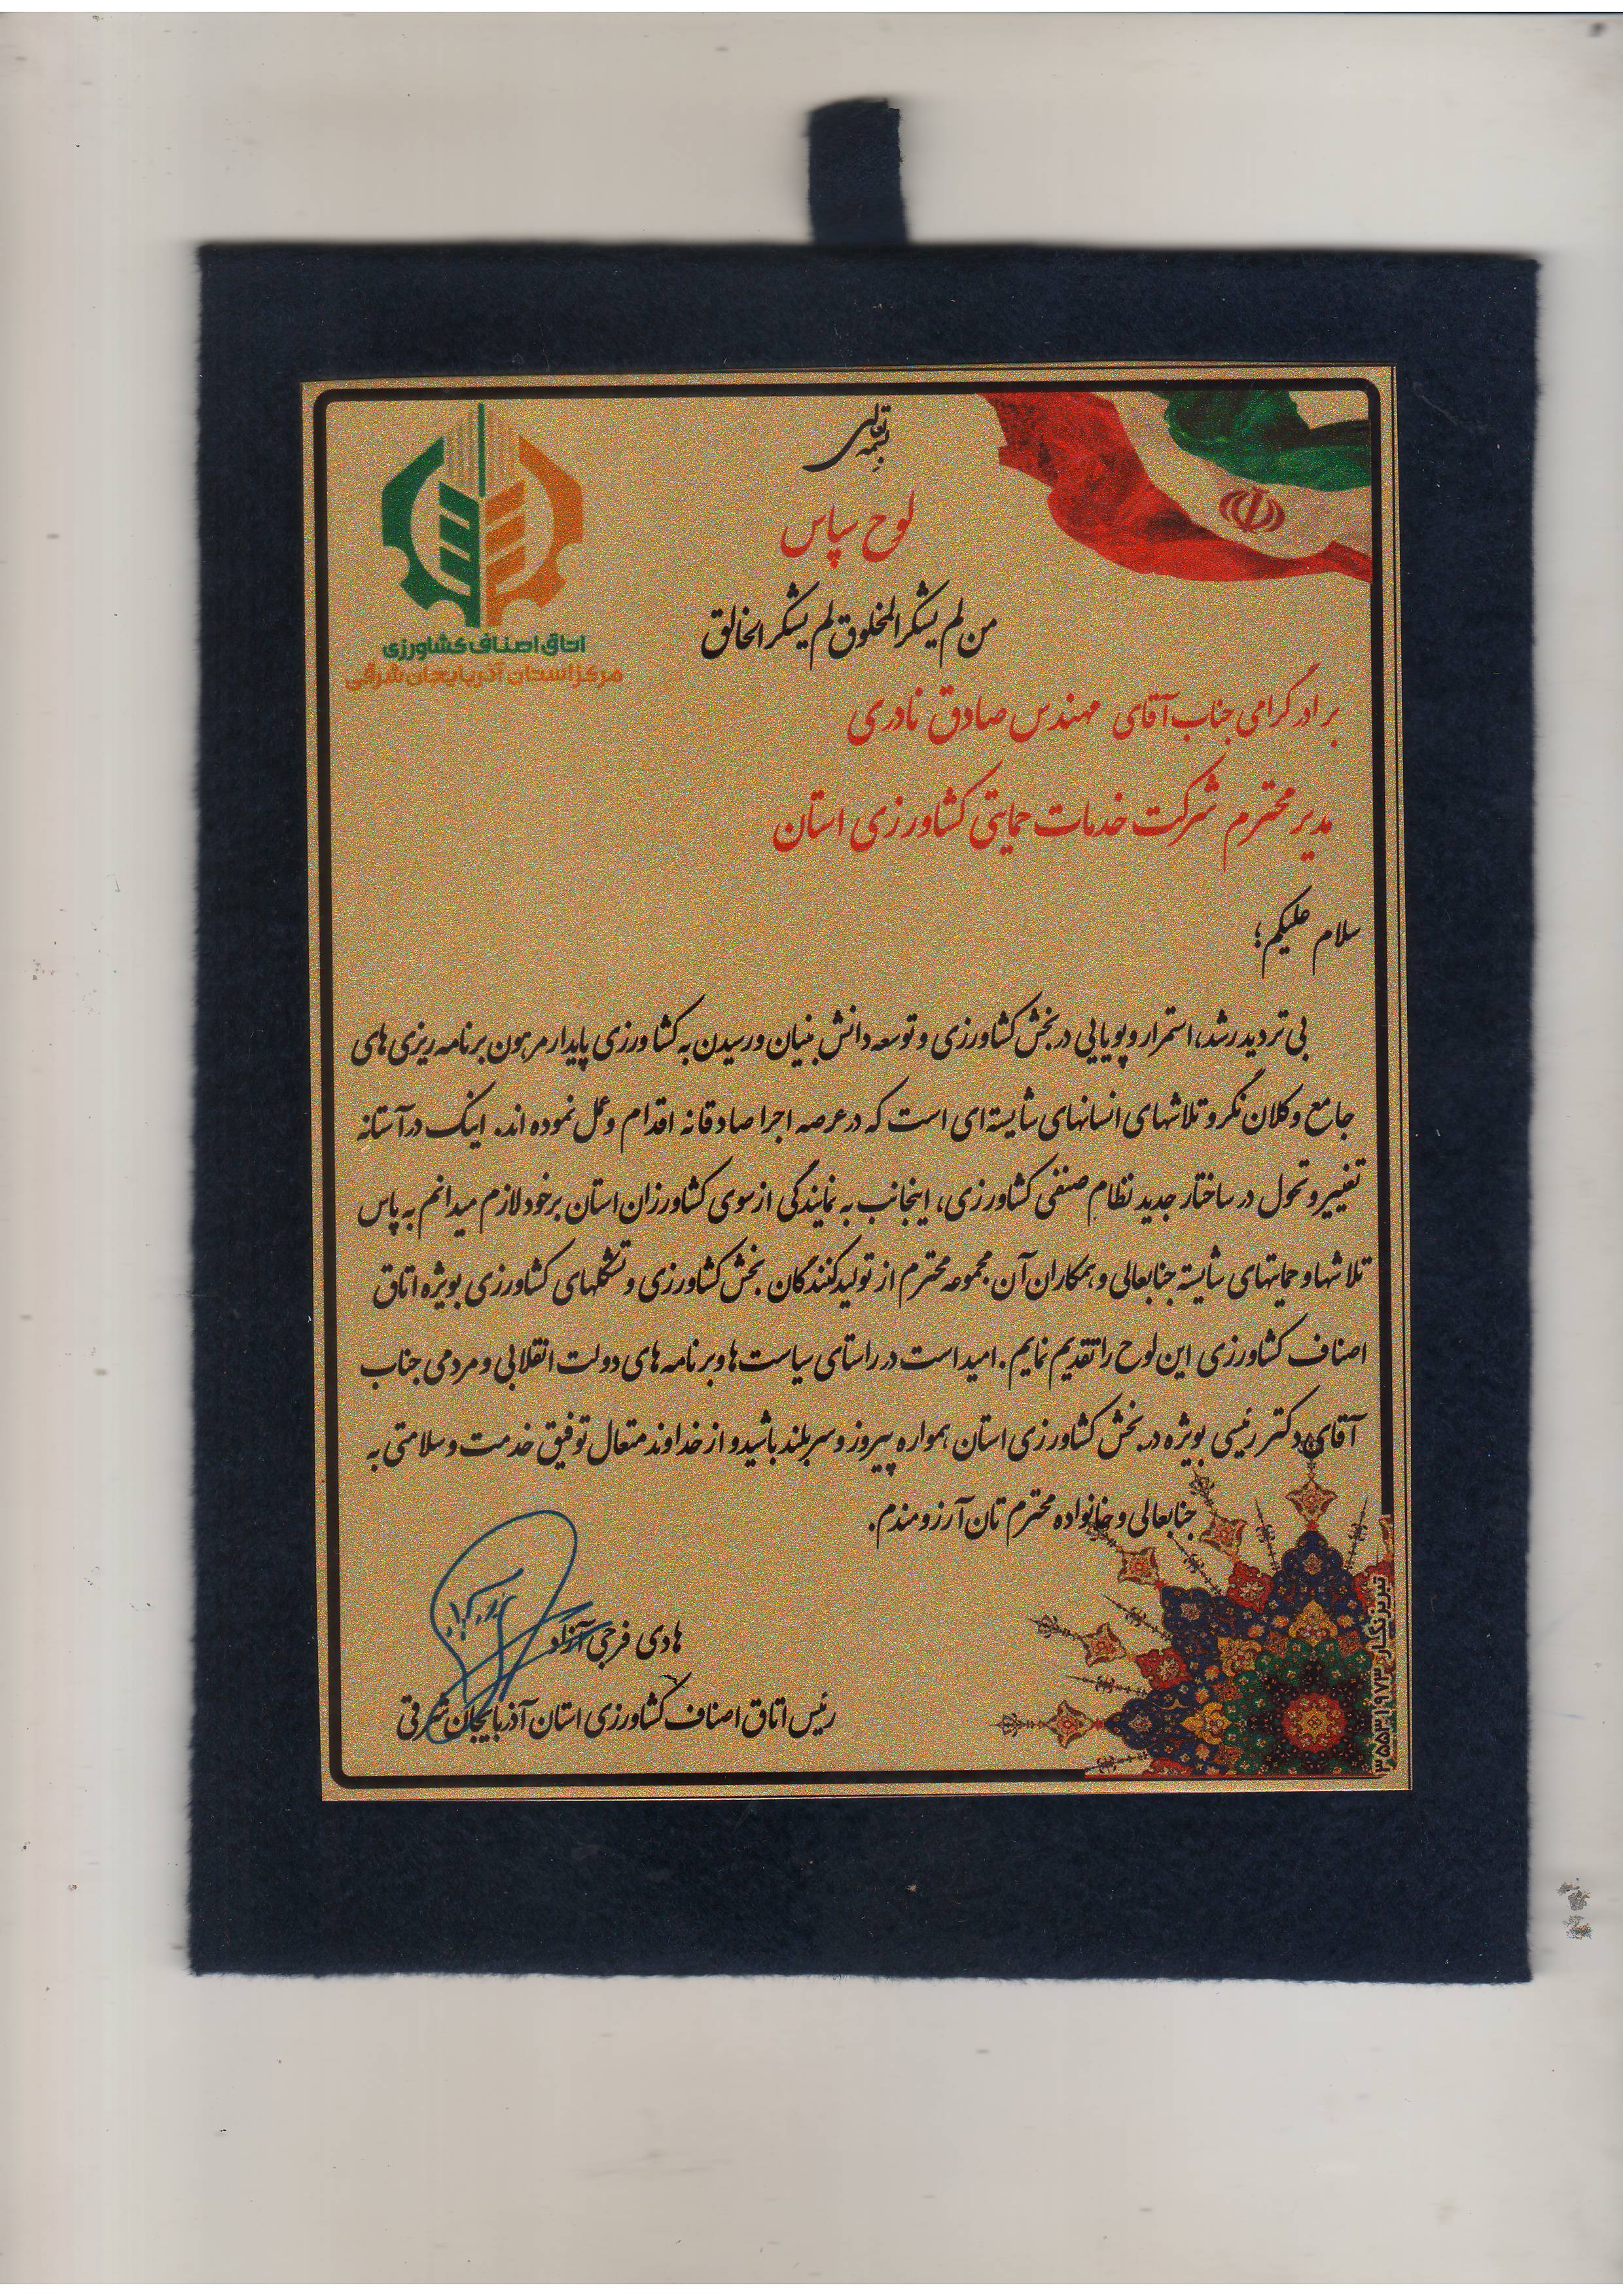 بسمه تعالی
لوح سپاس
من لم یشکر المخلوق لم یشکر الخالق
اتاق اصناف کشاورزی
مرکز استان آذربایجان شرقی
برادر گرامی جناب آقای مهندس صادق نادری
مدیر محترم شرکت خدمات حمایتی کشاورزی استان
سلام علیکم؛
بی تردید رشد، استمرار و پویایی در بخش کشاورزی و توسعه دانش بنیان و رسیدن به کشاورزی پایدار مرهون برنامه ریزی های
جامع و کلان نگر و تلاشهای انسانهای شایسته ای است که در عرصه اجرا صادقانه اقدام و عمل نموده اند. اینک در آستانه
تغییر و تحول در ساختار جدید نظام صنفی کشاورزی، اینجانب به نمایندگی از سوی کشاورزان استان بر خود لازم میدانم به پاس
تلاشها و حمایتهای شایسته جنابعالی و همکاران آن مجموعه محترم از تولیدکنندگان بخش کشاورزی و تشکلهای کشاورزی بویژه اتاق
اصناف کشاورزی این لوح را تقدیم نمایم. امید است در راستای سیاست ها و برنامه های دولت انقلابی و مردمی جناب
آقای دکتر رئیسی بویژه در بخش کشاورزی استان همواره پیروز و سربلند باشید و از خداوند متعال توفیق خدمت و سلامتی به
جنابعالی و خانواده محترم تان آرزومندم.
هادی فرجی آزاد
رئیس اتاق اصناف کشاورزی استان آذربایجان شرقی
تبریزنگار ۳۵۵۳۱۹۷۳